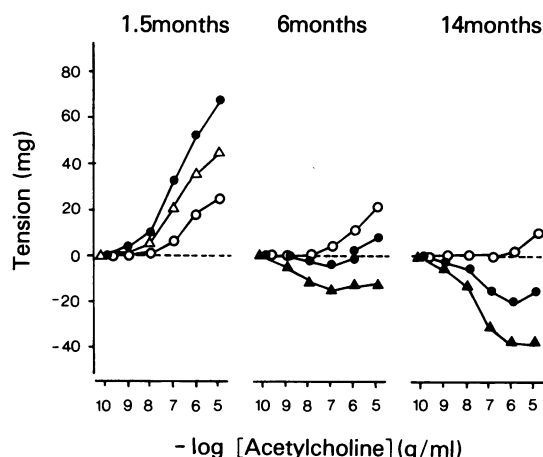 1.5months 6months 14months
80
60
40
20
0
-20
-40
Tension (mg)
10 9 8 7 6 5 10 9 8 7 6 5 10 9 8 7 6 5
- log [Acetylcholine] (g/ml)